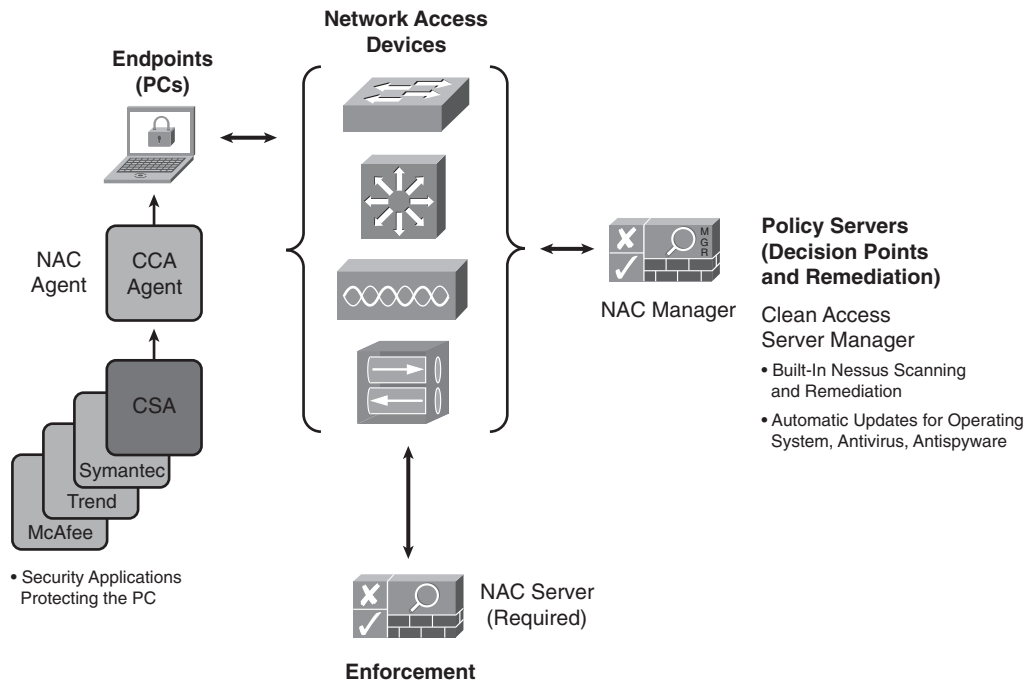 Network Access
Devices
Endpoints
(PCs)
NAC
Agent
CCA
Agent
CSA
Symantec
Trend
McAfee
• Security Applications
Protecting the PC
MGR
NAC Manager
Policy Servers
(Decision Points
and Remediation)
Clean Access
Server Manager
• Built-In Nessus Scanning
and Remediation
• Automatic Updates for Operating
System, Antivirus, Antispyware
NAC Server
(Required)
Enforcement